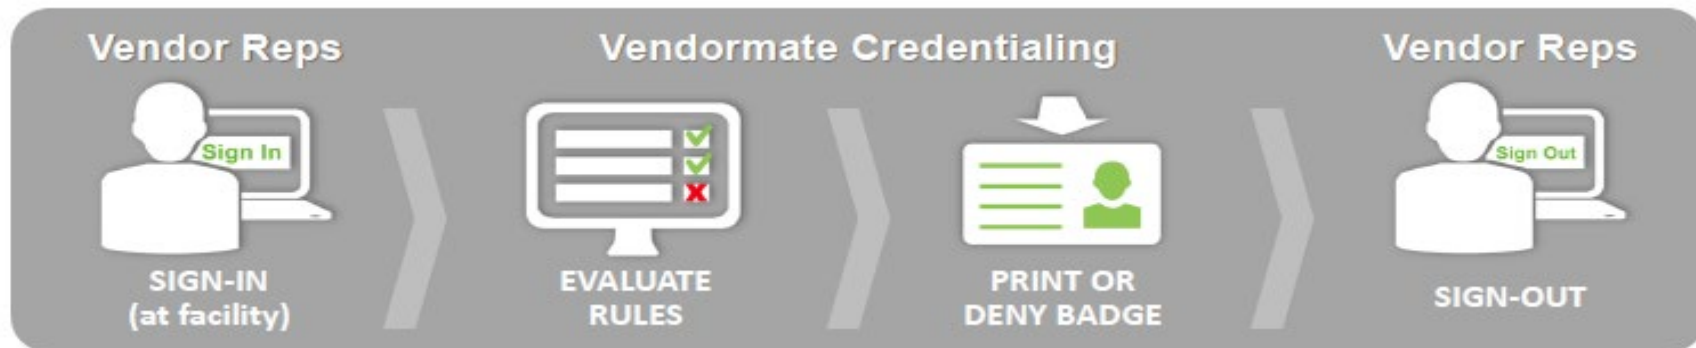 Vendor Reps
Vendormate Credentialing
Vendor Reps
Sign In
Sign Out
SIGN-IN
(at facility)
EVALUATE
RULES
PRINT OR
DENY BADGE
SIGN-OUT